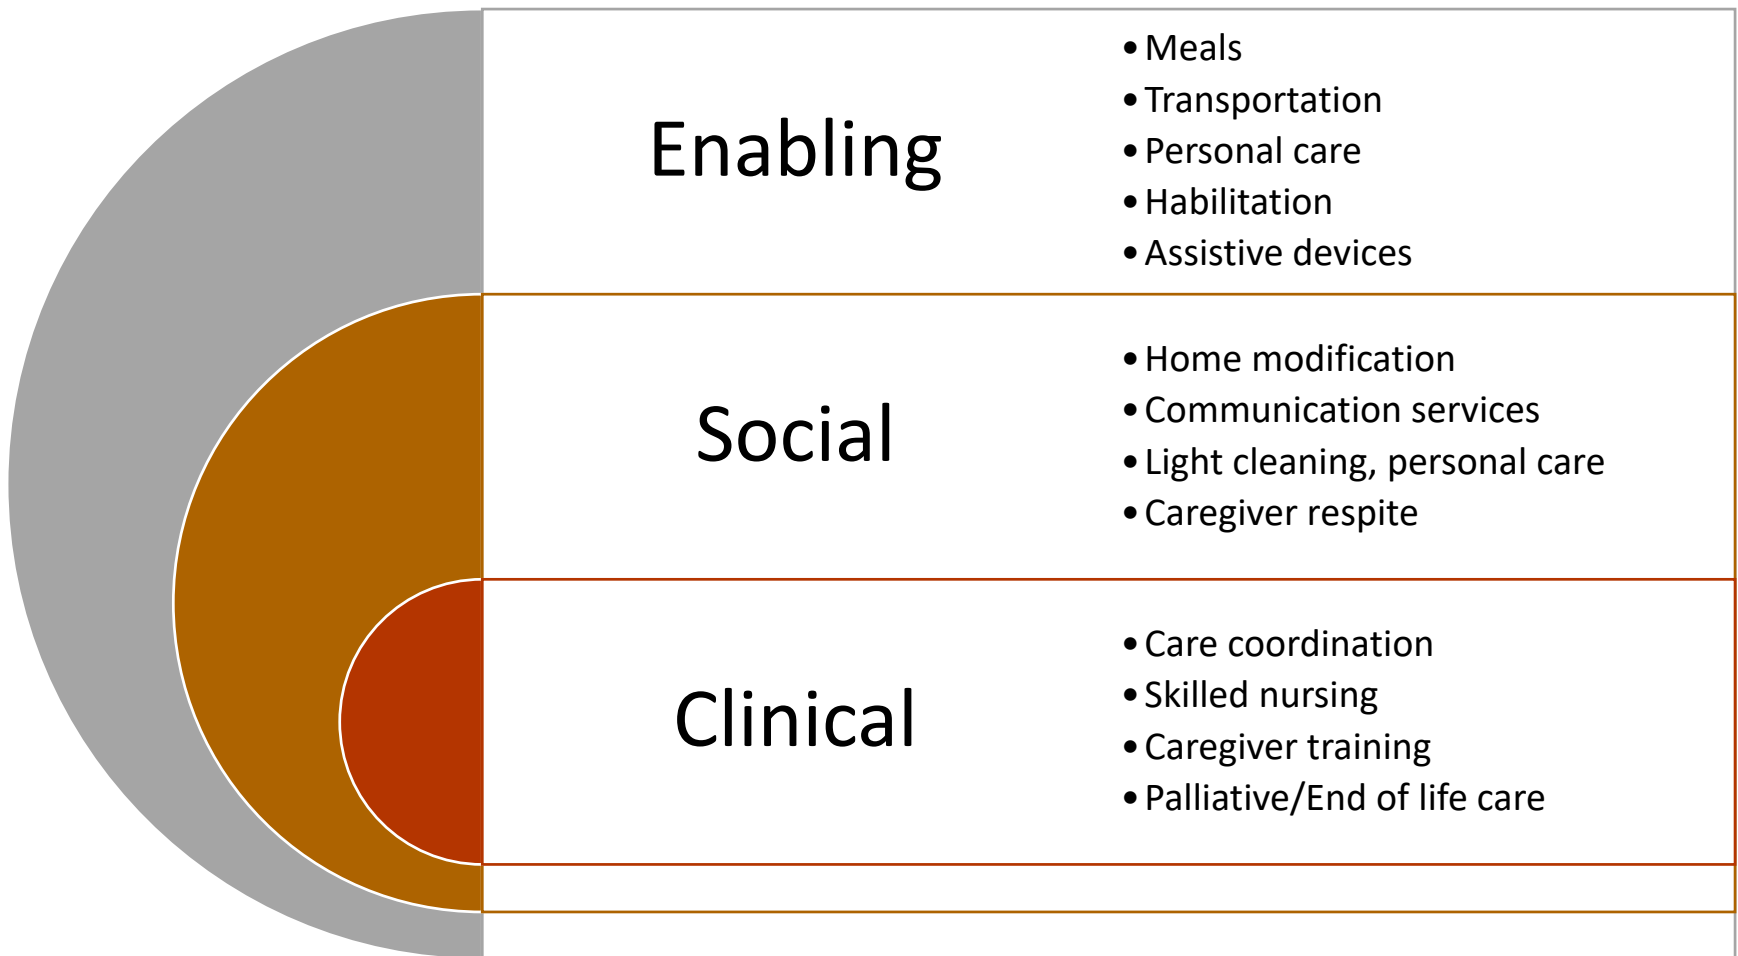 Enabling
• Meals
• Transportation
• Personal care
• Habilitation
• Assistive devices
Social
• Home modification
• Communication services
• Light cleaning, personal care
• Caregiver respite
Clinical
• Care coordination
• Skilled nursing
• Caregiver training
• Palliative/End of life care